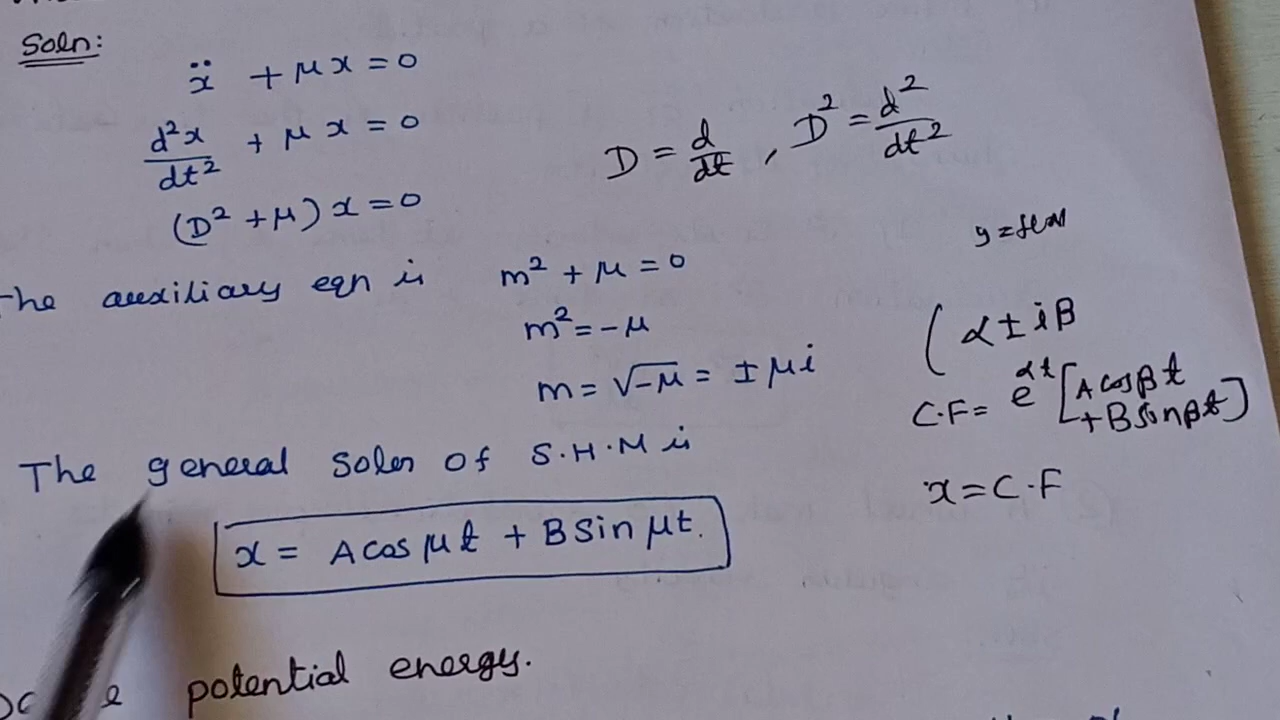 Soln:
ẍ + μx = 0
d²x/dt² + μx = 0
D = d/dt , D² = d²/dt²
(D² + μ) x = 0
The auxiliary eqn is m² + μ = 0
m² = -μ
m = √-μ = ± μi
( α ± iβ
C.F = e^αt [A cos βt
+ B sin βt]
The general soln of S.H.M is
x = C.F
x = A cos μt + B Sin μt.
potential energy.